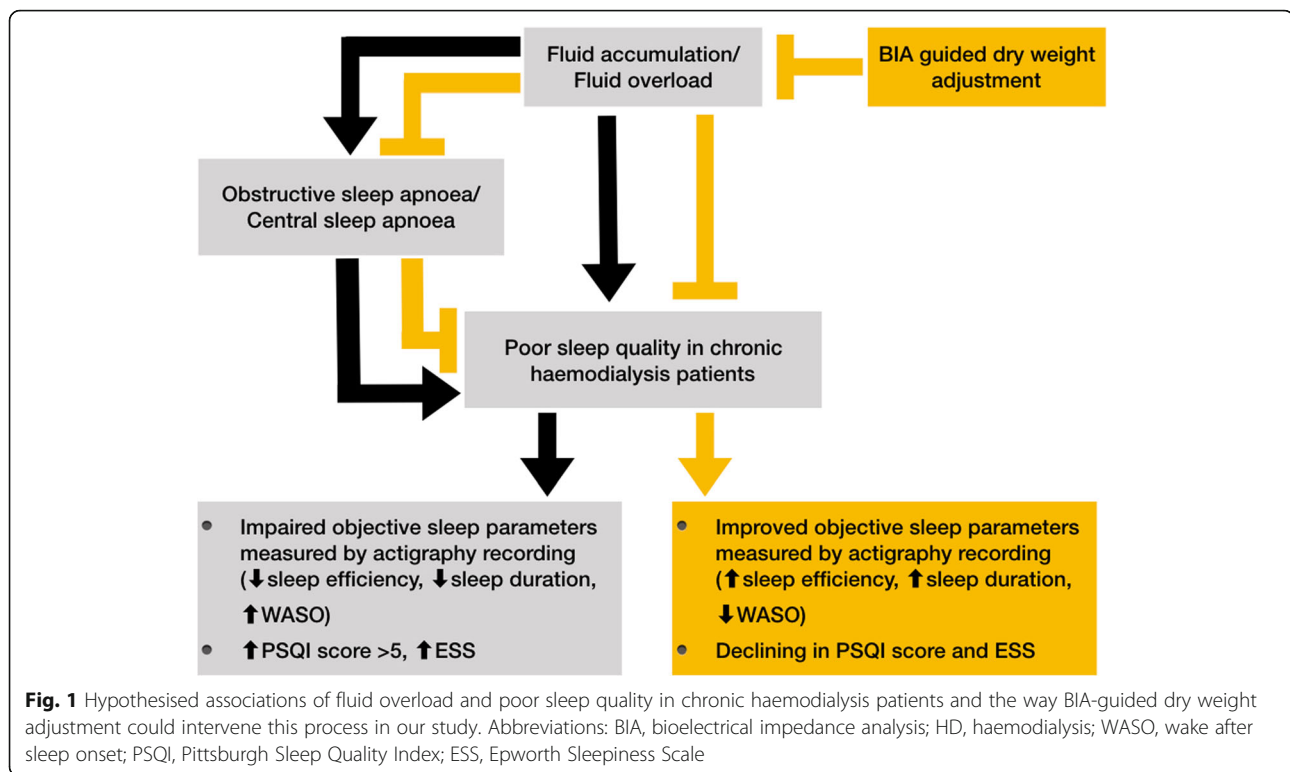 Fluid accumulation/
Fluid overload
BIA guided dry weight
adjustment
Obstructive sleep apnoea/
Central sleep apnoea
Poor sleep quality in chronic
haemodialysis patients
• Impaired objective sleep parameters
measured by actigraphy recording
(⬇sleep efficiency, ⬇sleep duration,
⬆WASO)
• ⬆PSQI score >5, ⬆ESS
• Improved objective sleep parameters
measured by actigraphy recording
(⬆sleep efficiency, ⬆sleep duration,
⬇WASO)
• Declining in PSQI score and ESS
Fig. 1 Hypothesised associations of fluid overload and poor sleep quality in chronic haemodialysis patients and the way BIA-guided dry weight
adjustment could intervene this process in our study. Abbreviations: BIA, bioelectrical impedance analysis; HD, haemodialysis; WASO, wake after
sleep onset; PSQI, Pittsburgh Sleep Quality Index; ESS, Epworth Sleepiness Scale